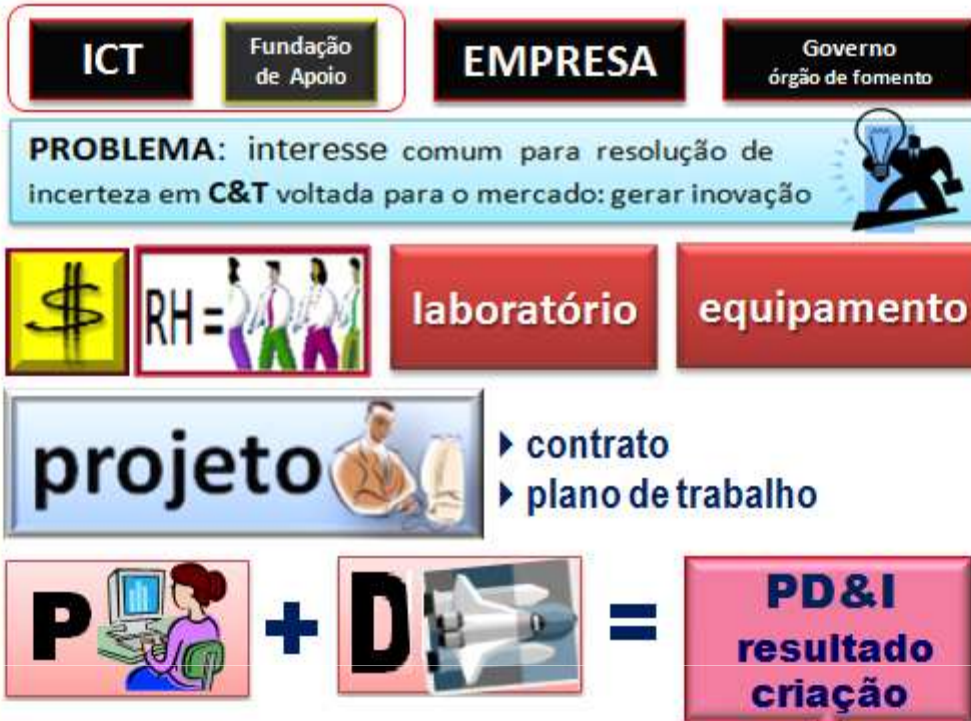 ICT
Fundação
de Apoio
EMPRESA
Governo
órgão de fomento
PROBLEMA: interesse comum para resolução de
incerteza em C&T voltada para o mercado: gerar inovação
$
RH =
laboratório
equipamento
projeto
contrato
plano de trabalho
P + D = PD&I
resultado
criação